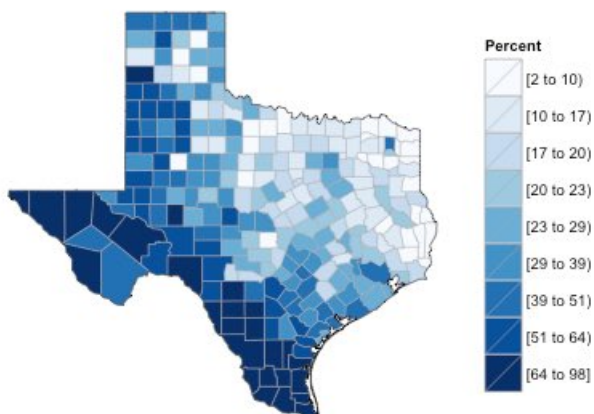 Percent
[2 to 10)
[10 to 17)
[17 to 20)
[20 to 23)
[23 to 29)
[29 to 39)
[39 to 51)
[51 to 64)
[64 to 98]